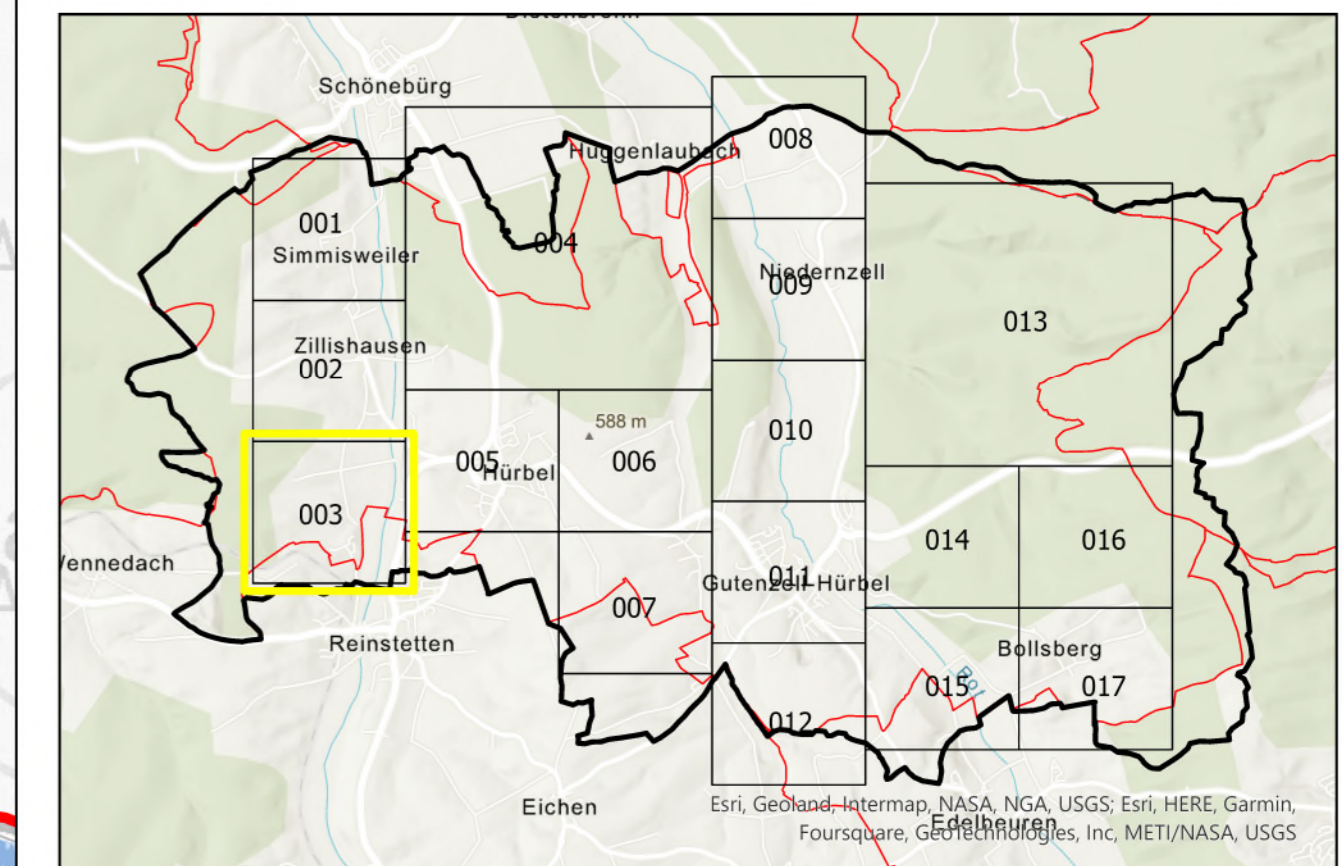 Schönebürg
008
Huggenlaubach
001
004
Simmisweiler
Niedernzell
009
013
Zillishausen
002
588 m
010
005
006
Hürbel
003
014
016
Gutenzell-Hürbel
011
007
Reinstetten
Bollsberg
015
017
012
Eichen
Esri, Geoland, Intermap, NASA, NGA, USGS; Esri, HERE, Garmin,
Edelbeuren
Foursquare, GeoTechnologies, Inc, METI/NASA, USGS